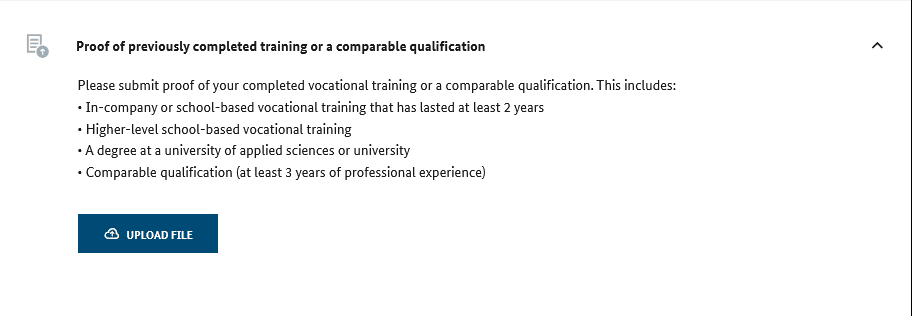 Proof of previously completed training or a comparable qualification
Please submit proof of your completed vocational training or a comparable qualification. This includes:
• In-company or school-based vocational training that has lasted at least 2 years
• Higher-level school-based vocational training
• A degree at a university of applied sciences or university
• Comparable qualification (at least 3 years of professional experience)
UPLOAD FILE